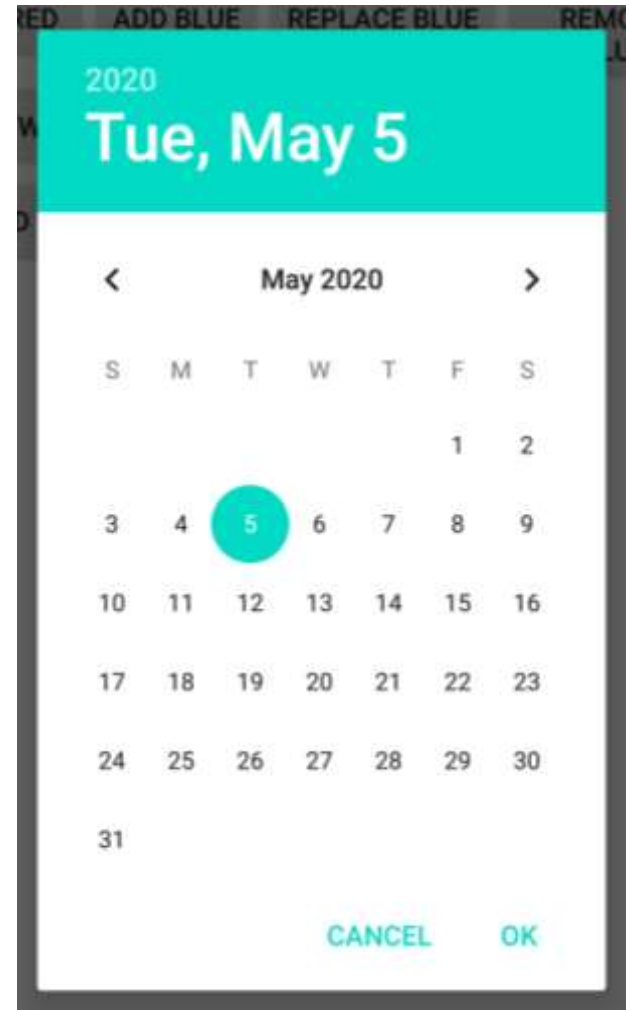 RED ADD BLUE REPLACE BLUE
2020
Tue, May 5
May 2020
S M T W T F S
1 2
3 4 5 6 7 8 9
10 11 12 13 14 15 16
17 18 19 20 21 22 23
24 25 26 27 28 29 30
31
CANCEL OK